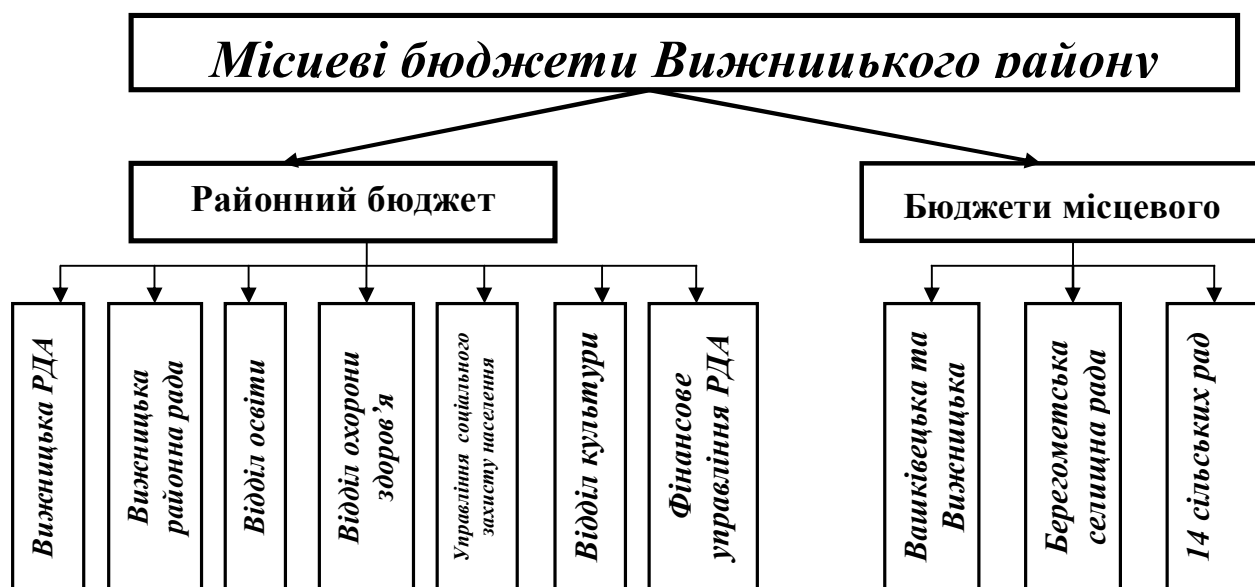 Місцеві бюджети Вижницького району
Районний бюджет
Бюджети місцевого
Вижницька РДА
Вижницька
районна рада
Відділ освіти
Відділ охорони
здоров’я
Управління соціального
захисту населення
Відділ культури
Фінансове
управління РДА
Вашківецька та
Вижницька
Берегометська
селищна рада
14 сільських рад